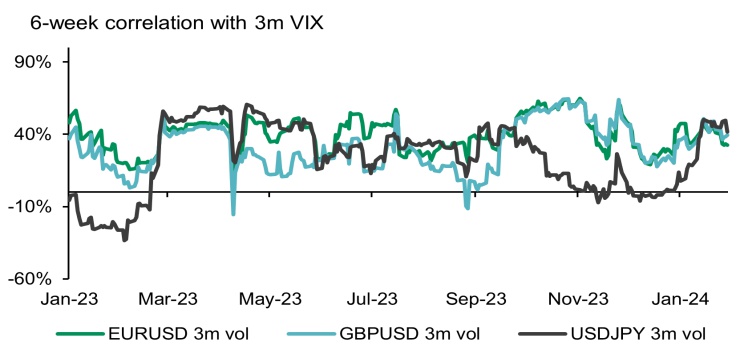 6-week correlation with 3m VIX
90%
40%
-10%
-60%
Jan-23 Mar-23 May-23 Jul-23 Sep-23 Nov-23 Jan-24
EURUSD 3m vol GBPUSD 3m vol USDJPY 3m vol